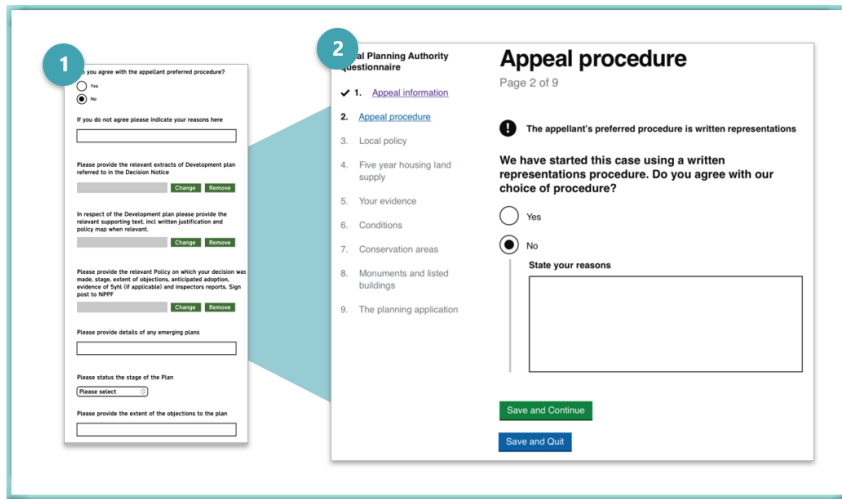 1
o you agree with the appellant preferred procedure?
Yes
No
If you do not agree please indicate your reasons here
Please provide the relevant extracts of Development plan
referred to in the Decision Notice
Change Remove
In respect of the Development plan please provide the
relevant supporting text, incl written justification and
policy map when relevant.
Change Remove
Please provide the relevant Policy on which your decision was
made, stage, extent of objections, anticipated adoption,
evidence of 5yhl (if applicable) and inspectors reports. Sign
post to NPPF
Change Remove
Please provide details of any emerging plans
Please status the stage of the Plan
Please select
Please provide the extent of the objections to the plan
2
al Planning Authority
questionnaire
1. Appeal information
2. Appeal procedure
3. Local policy
4. Five year housing land
supply
5. Your evidence
6. Conditions
7. Conservation areas
8. Monuments and listed
buildings
9. The planning application
Appeal procedure
Page 2 of 9
! The appellant's preferred procedure is written representations
We have started this case using a written
representations procedure. Do you agree with our
choice of procedure?
Yes
No
State your reasons
Save and Continue
Save and Quit